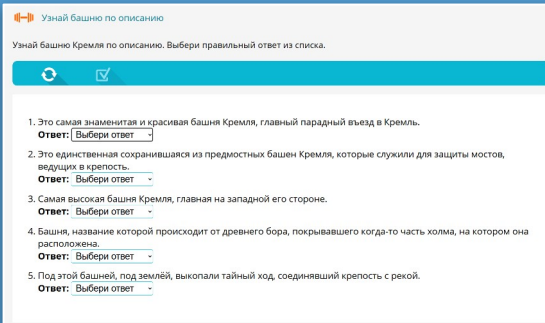 Узнай башню по описанию
Узнай башню Кремля по описанию. Выбери правильный ответ из списка.
1. Это самая знаменитая и красивая башня Кремля, главный парадный въезд в Кремль.
Ответ: Выбери ответ
2. Это единственная сохранившаяся из предмостных башен Кремля, которые служили для защиты мостов,
ведущих в крепость.
Ответ: Выбери ответ
3. Самая высокая башня Кремля, главная на западной его стороне.
Ответ: Выбери ответ
4. Башня, название которой происходит от древнего бора, покрывавшего когда-то часть холма, на котором она
расположена.
Ответ: Выбери ответ
5. Под этой башней, под землёй, выкопали тайный ход, соединявший крепость с рекой.
Ответ: Выбери ответ